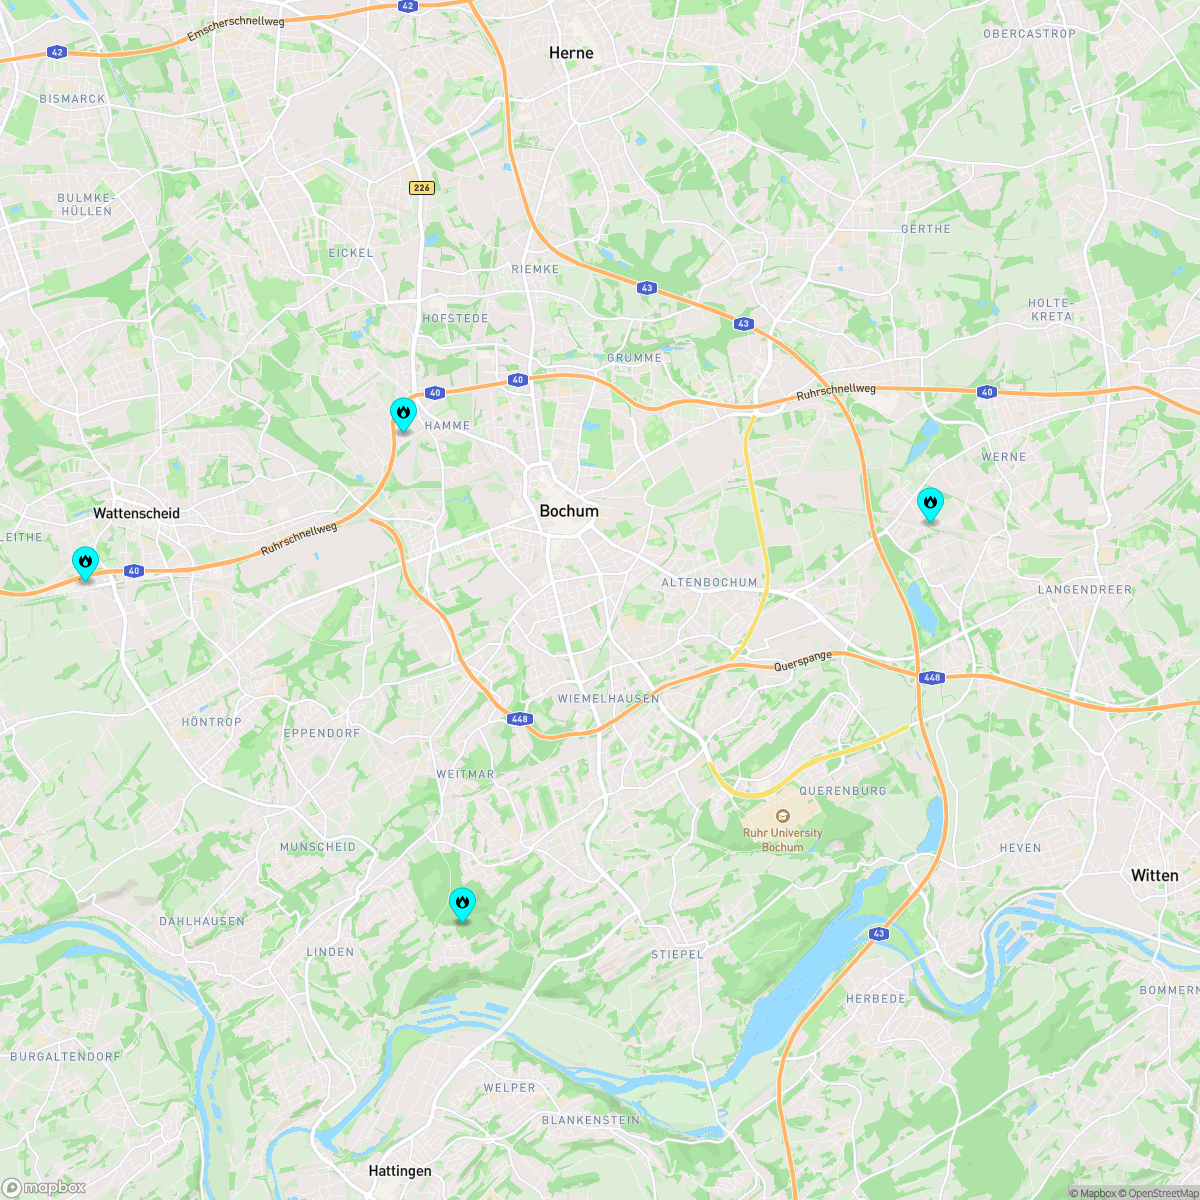 42
Emscherschnellweg
42
Herne
OBERCASTROP
BISMARCK
226
BULMKE-
HÜLLEN
EICKEL
GERTHE
RIEMKE
43
HOLTE-
KRETA
HOFSTEDE
43
GRUMME
40
40
Ruhrschnellweg
40
HAMME
WERNE
Wattenscheid
Bochum
LEITHE
Ruhrschnellweg
40
ALTENBOCHUM
LANGENDREER
Querspange
448
WIEMELHAUSEN
HÖNTROP
EPPENDORF
448
WEITMAR
QUERENBURG
Ruhr University
Bochum
MUNSCHEID
HEVEN
Witten
DAHLHAUSEN
43
LINDEN
STIEPEL
HERBEDE
BOMMERN
BURGALTENDORF
WELPER
BLANKENSTEIN
Hattingen
mapbox
© Mapbox © OpenStreetMap